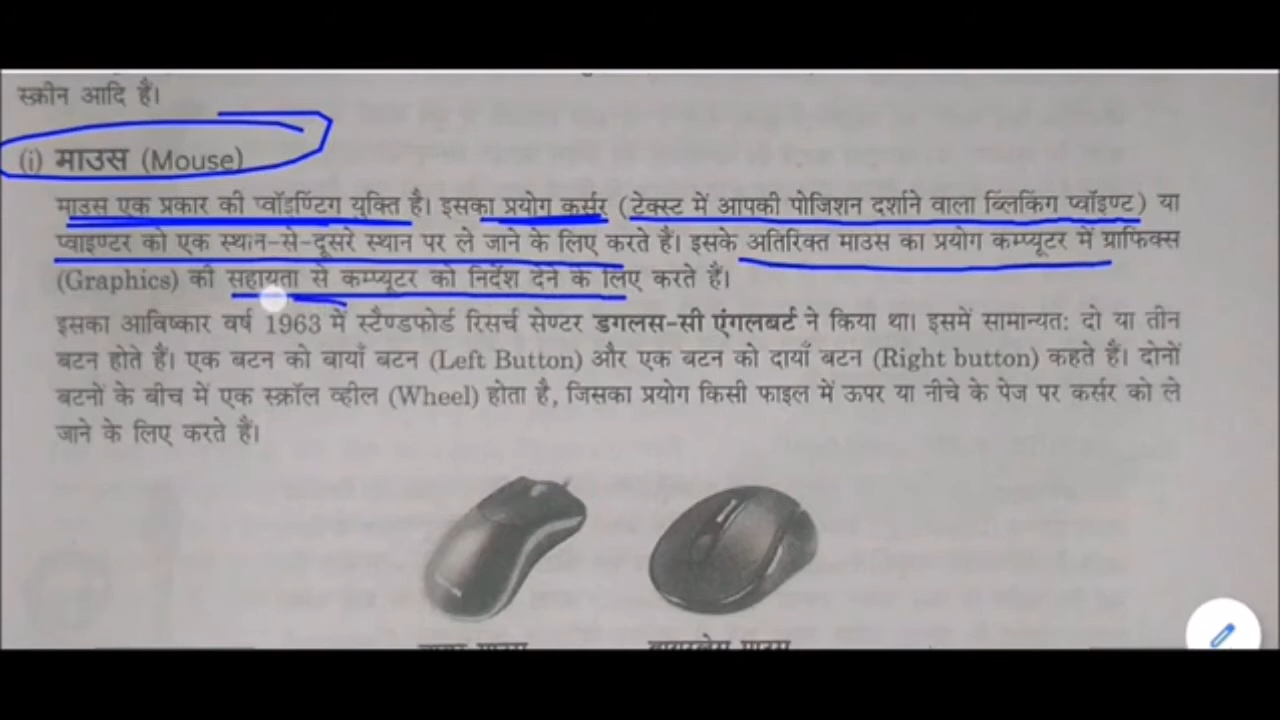 स्क्रीन आदि हैं।
(i) माउस (Mouse)
माउस एक प्रकार की प्वॉइण्टिंग युक्ति है। इसका प्रयोग कर्सर (टेक्स्ट में आपकी पोजिशन दर्शाने वाला ब्लिंकिंग प्वॉइण्ट) या
प्वाइण्टर को एक स्थान-से-दूसरे स्थान पर ले जाने के लिए करते हैं। इसके अतिरिक्त माउस का प्रयोग कम्प्यूटर में ग्राफिक्स
(Graphics) की सहायता से कम्प्यूटर को निर्देश देने के लिए करते हैं।
इसका आविष्कार वर्ष 1963 में स्टैण्डफोर्ड रिसर्च सेण्टर डगलस-सी एंगलबर्ट ने किया था। इसमें सामान्यत: दो या तीन
बटन होते हैं। एक बटन को बायाँ बटन (Left Button) और एक बटन को दायाँ बटन (Right button) कहते हैं। दोनों
बटनों के बीच में एक स्क्रॉल व्हील (Wheel) होता है, जिसका प्रयोग किसी फाइल में ऊपर या नीचे के पेज पर कर्सर को ले
जाने के लिए करते हैं।